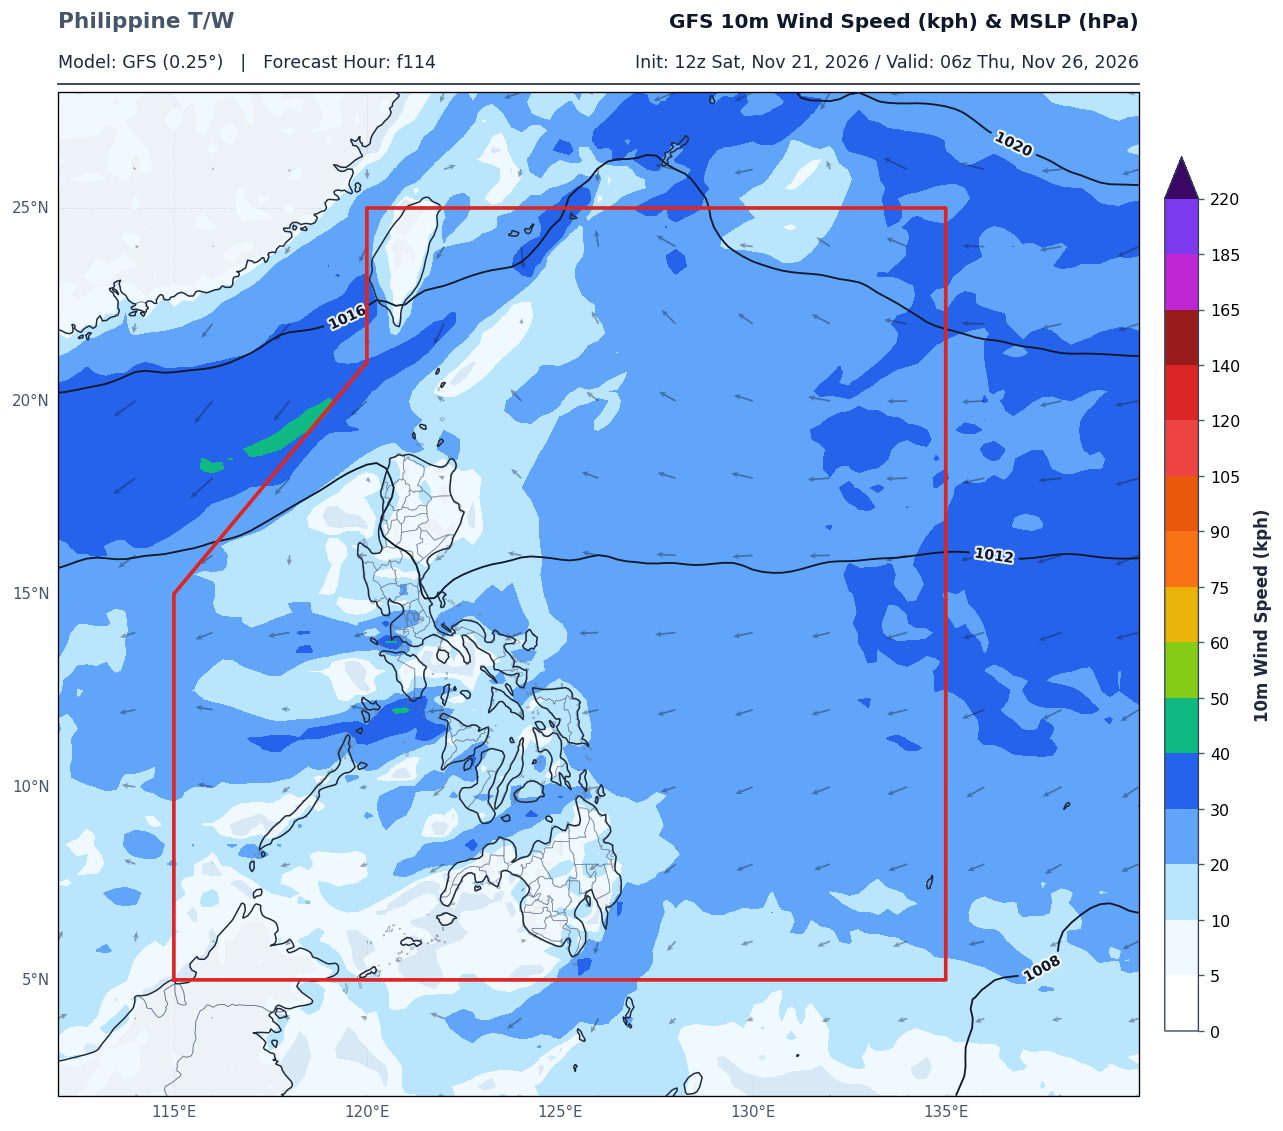 Philippine T/W
GFS 10m Wind Speed (kph) & MSLP (hPa)
Model: GFS (0.25°) | Forecast Hour: f114
Init: 12z Sat, Nov 21, 2026 / Valid: 06z Thu, Nov 26, 2026
1020
1016
1012
1008
25°N
20°N
15°N
10°N
5°N
115°E
120°E
125°E
130°E
135°E
220
185
165
140
120
105
90
75
60
50
40
30
20
10
5
0
10m Wind Speed (kph)